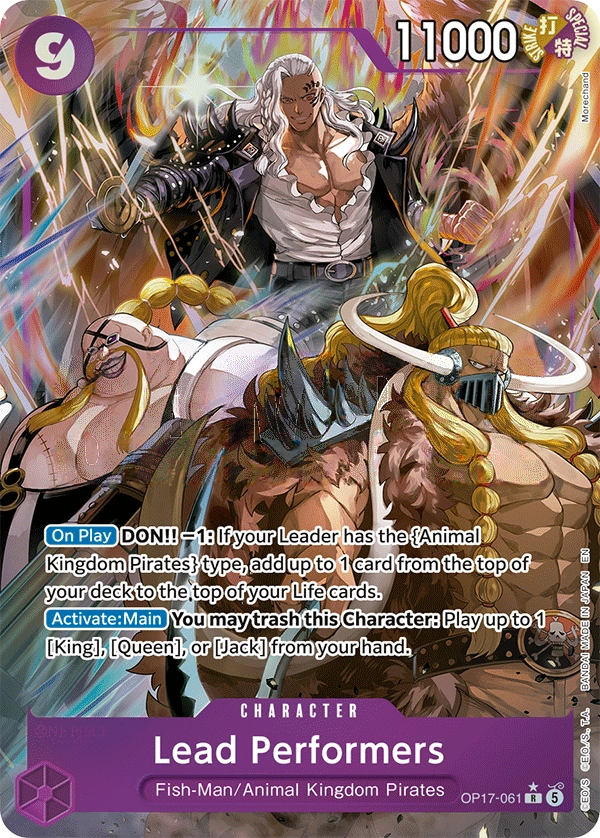 9
11000
STRIKE 打
特 SPECIAL
Morechand
On Play DON!! −1: If your Leader has the {Animal
Kingdom Pirates} type, add up to 1 card from the top of
your deck to the top of your Life cards.
Activate:Main You may trash this Character: Play up to 1
[King], [Queen], or [Jack] from your hand.
CHARACTER
Lead Performers
Fish-Man/Animal Kingdom Pirates
OP17-061 R 5
©ED/S ©E.O./S., T.A. BANDAI MADE IN JAPAN EN